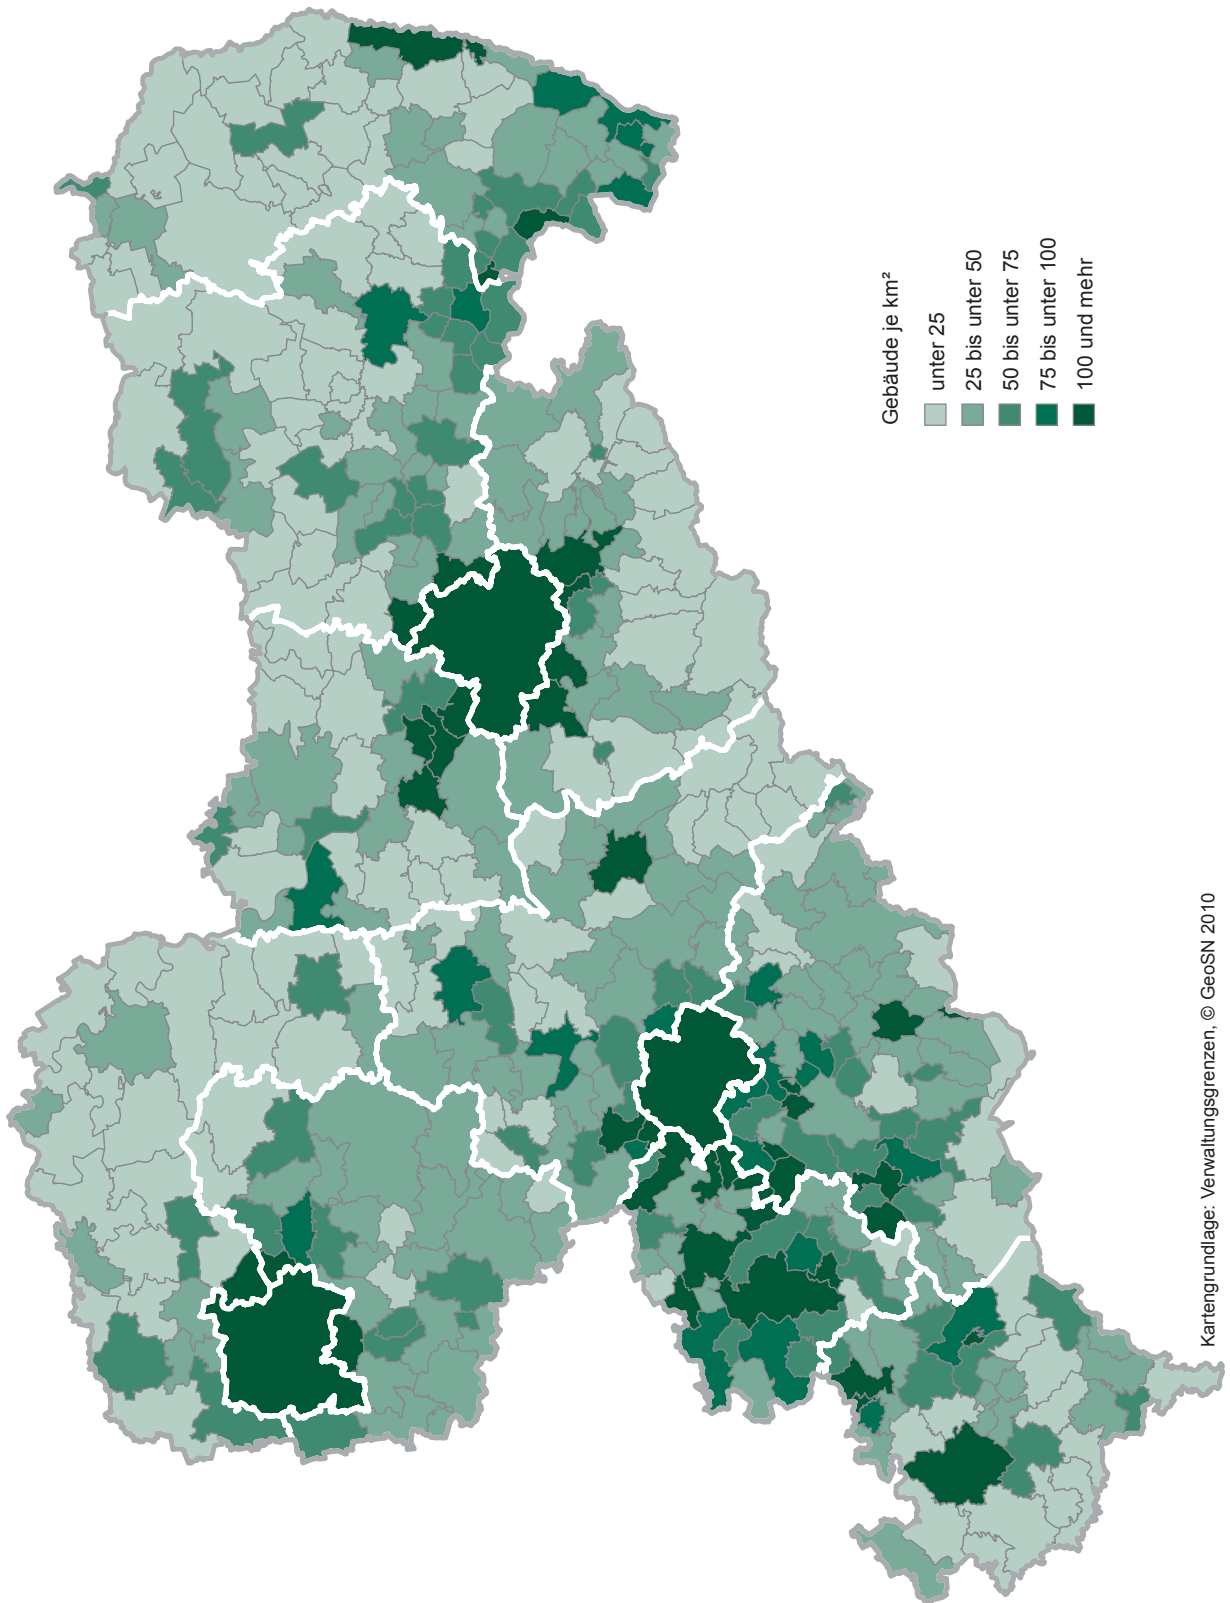 Gebäude je km²
unter 25
25 bis unter 50
50 bis unter 75
75 bis unter 100
100 und mehr
Kartengrundlage: Verwaltungsgrenzen, © GeoSN 2010